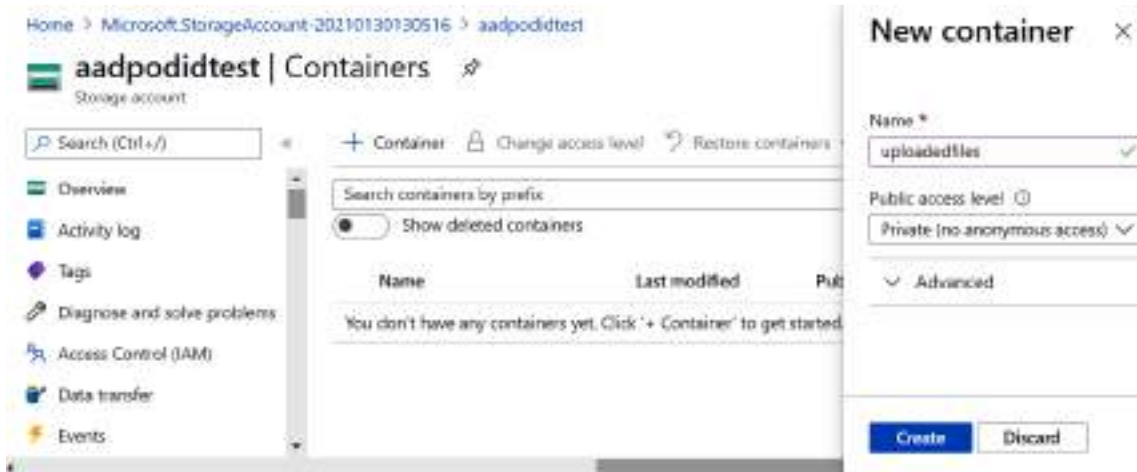 Home > Microsoft.StorageAccount-20210130130516 > aadpodidtest
aadpodidtest | Containers
Storage account
Search (Ctrl+/)
«
Overview
Activity log
Tags
Diagnose and solve problems
Access Control (IAM)
Data transfer
Events
+ Container Change access level Restore containers
Search containers by prefix
Show deleted containers
Name Last modified
You don't have any containers yet. Click '+ Container' to get started.
New container ×
Name *
uploadedfiles
Public access level
Private (no anonymous access)
Advanced
Create Discard